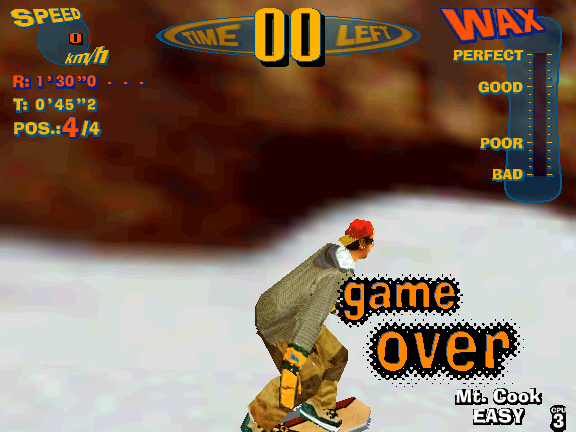 SPEED
0
km/h
R: 1'30"0 - - -
T: 0'45"2
POS.:4/4
TIME 00 LEFT
WAX
PERFECT
GOOD
POOR
BAD
game
over
Mt. Cook
EASY
CPU
3